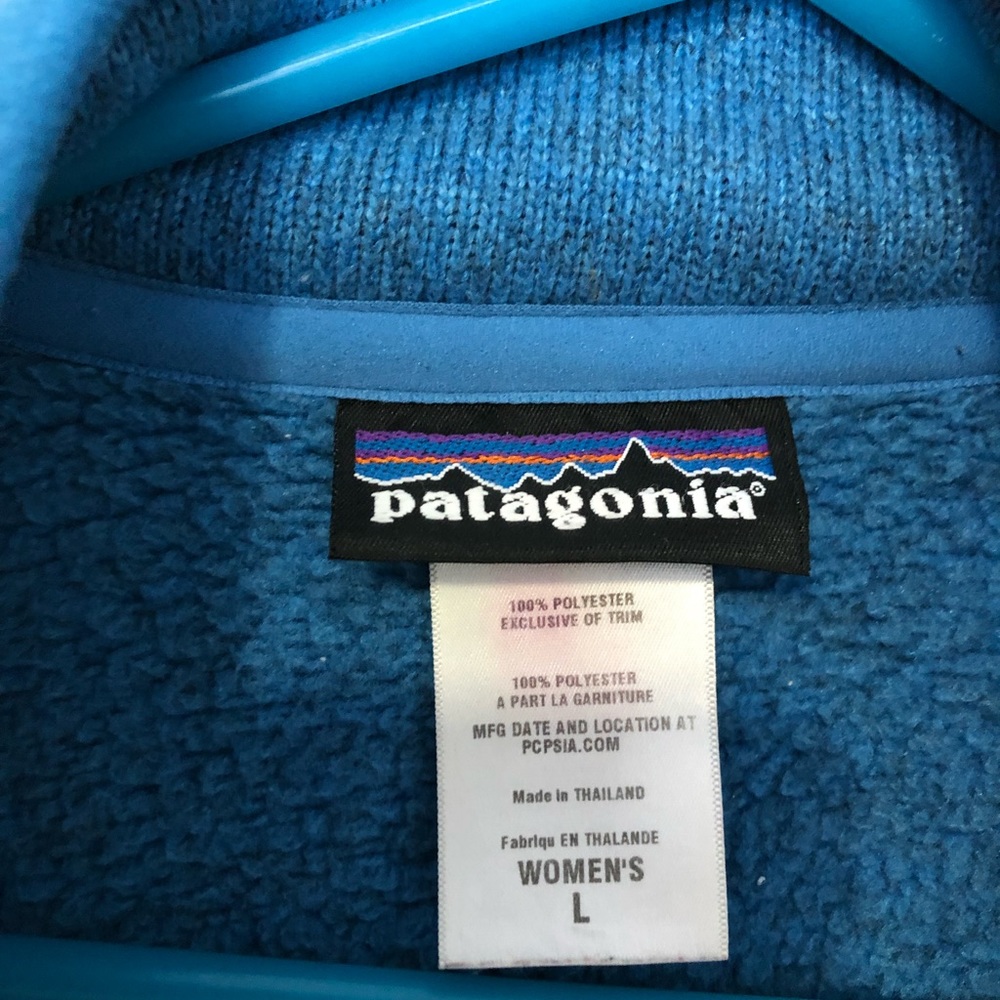 patagonia®
100% POLYESTER
EXCLUSIVE OF TRIM
100% POLYESTER
A PART LA GARNITURE
MFG DATE AND LOCATION AT
PCPSIA.COM
Made in THAILAND
Fabriqu EN THALANDE
WOMEN'S
L